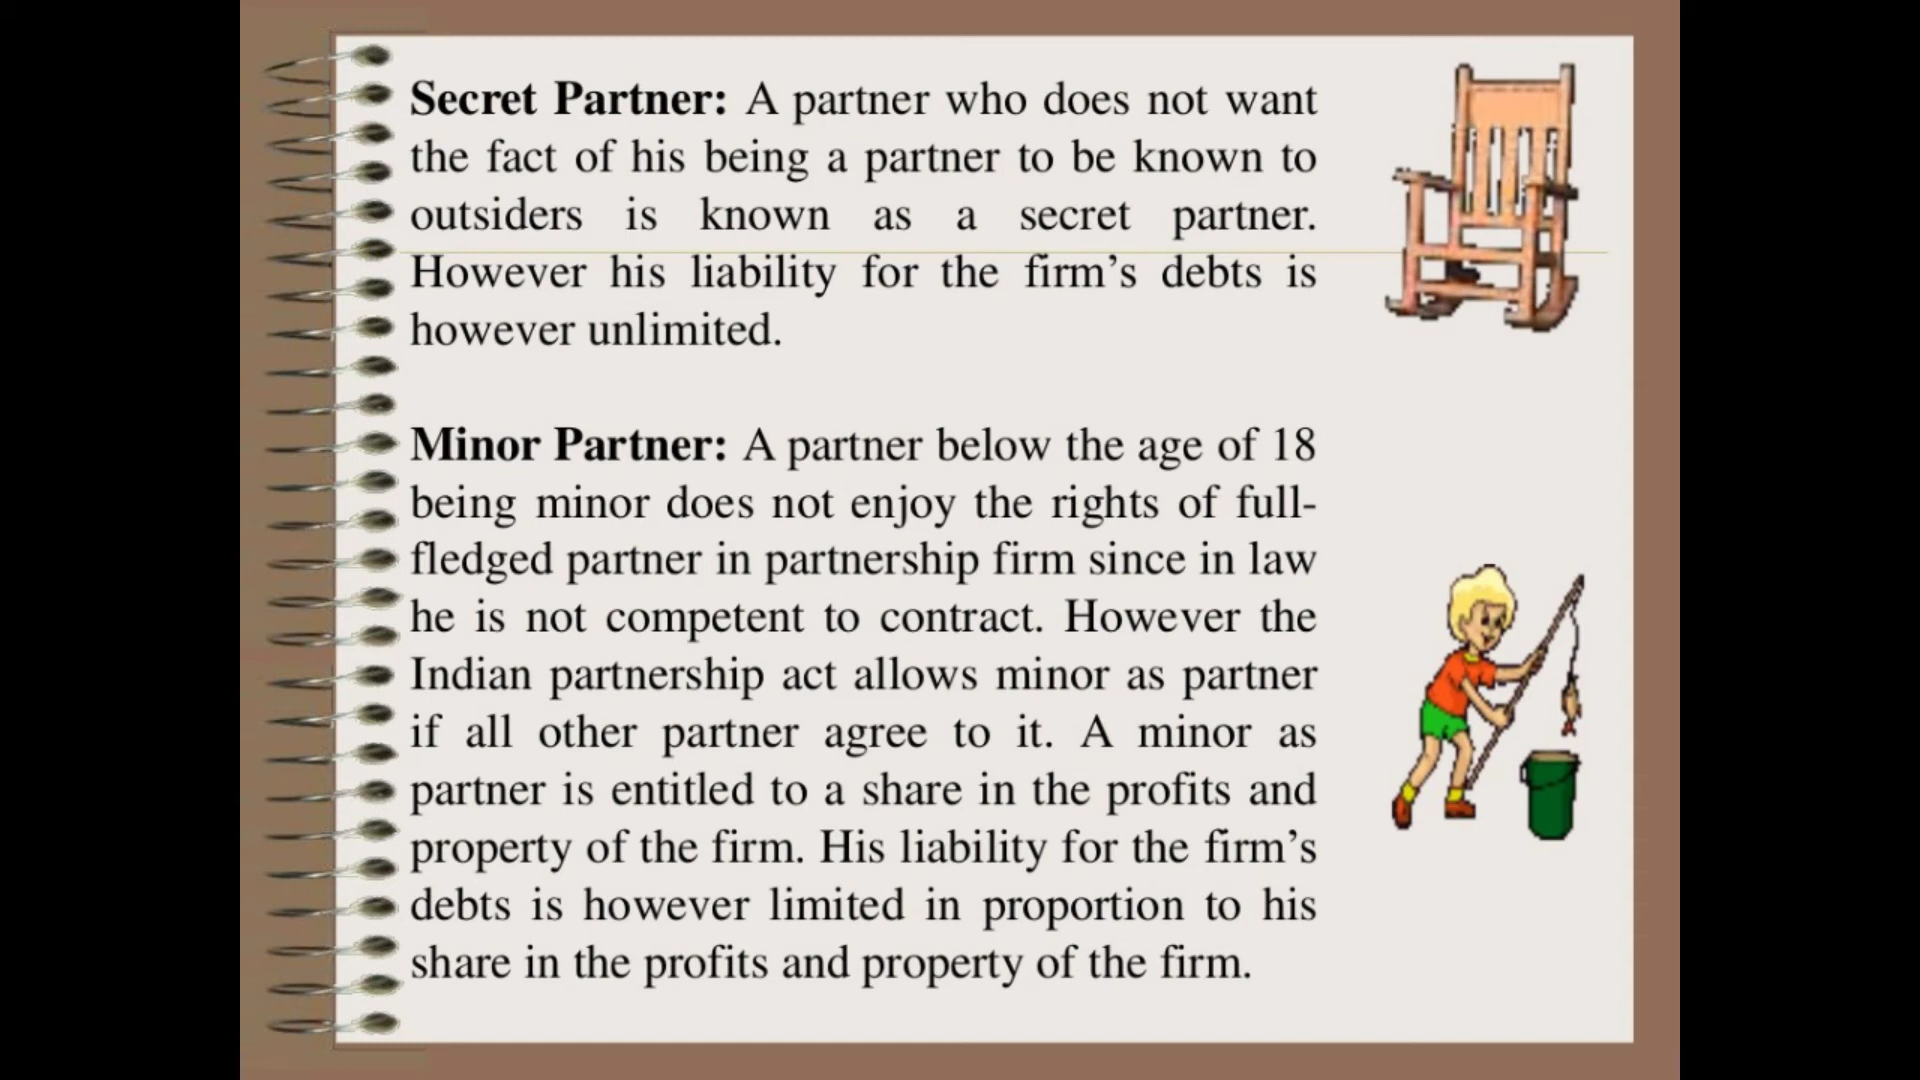 Secret Partner: A partner who does not want
the fact of his being a partner to be known to
outsiders is known as a secret partner.
However his liability for the firm’s debts is
however unlimited.
Minor Partner: A partner below the age of 18
being minor does not enjoy the rights of full-
fledged partner in partnership firm since in law
he is not competent to contract. However the
Indian partnership act allows minor as partner
if all other partner agree to it. A minor as
partner is entitled to a share in the profits and
property of the firm. His liability for the firm’s
debts is however limited in proportion to his
share in the profits and property of the firm.